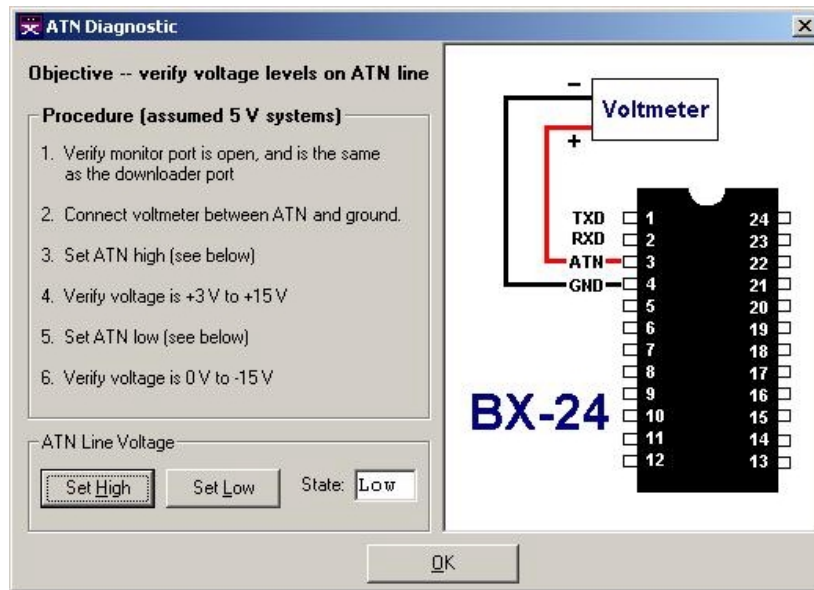 ATN Diagnostic
Objective -- verify voltage levels on ATN line
Procedure (assumed 5 V systems)
1. Verify monitor port is open, and is the same
as the downloader port
2. Connect voltmeter between ATN and ground.
3. Set ATN high (see below)
4. Verify voltage is +3 V to +15 V
5. Set ATN low (see below)
6. Verify voltage is 0 V to -15 V
ATN Line Voltage
Set High
Set Low
State: Low
OK
−
Voltmeter
+
TXD 1 24
RXD 2 23
ATN 3 22
GND 4 21
5 20
6 19
7 18
8 17
9 16
10 15
11 14
12 13
BX-24